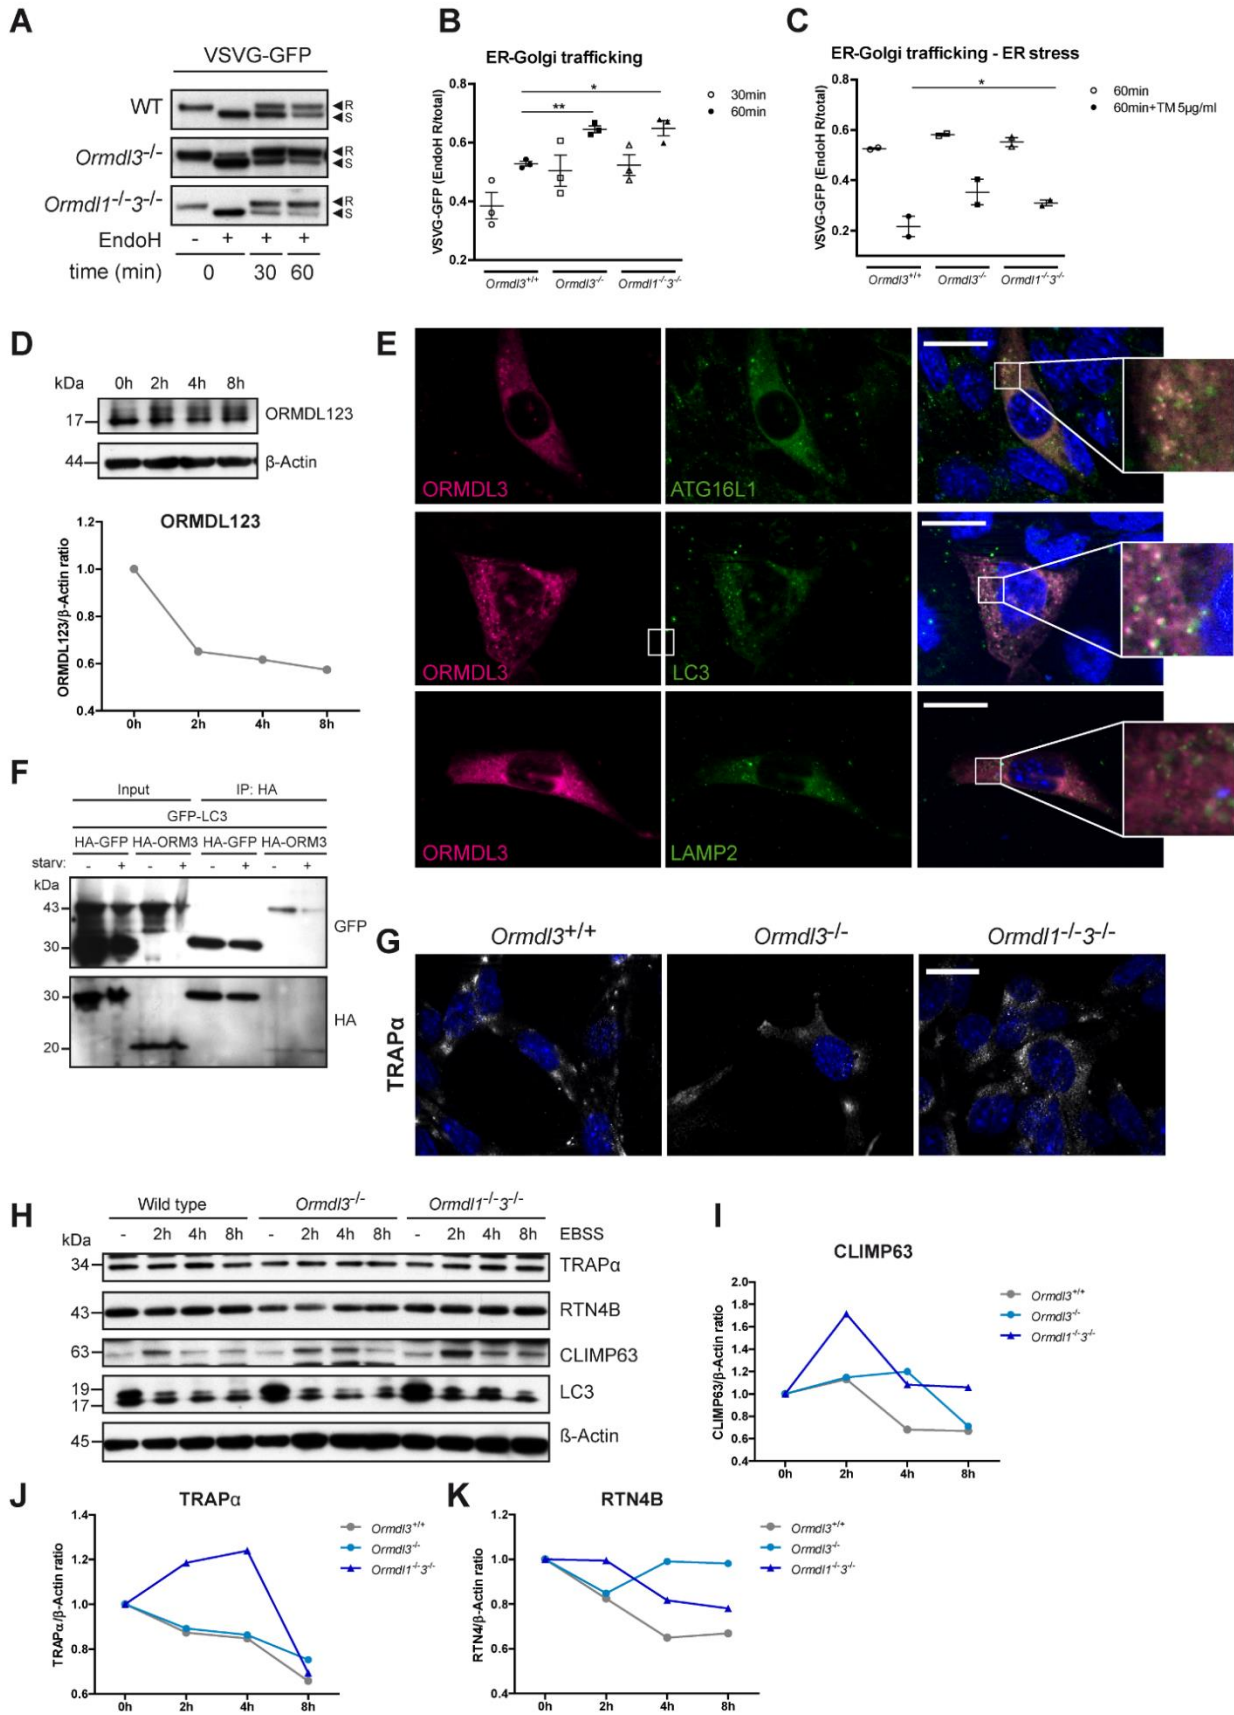 A
VSVG-GFP
WT
Ormdl3-/-
Ormdl1-/-3-/-
R
S
R
S
R
S
EndoH - + + +
time (min) 0 30 60
B
ER-Golgi trafficking
VSVG-GFP (EndoH R/total)
0.8
0.6
0.4
0.2
**
*
30min
60min
Ormdl3+/+ Ormdl3-/- Ormdl1-/-3-/-
C
ER-Golgi trafficking - ER stress
VSVG-GFP (EndoH R/total)
0.8
0.6
0.4
0.2
*
60min
60min+TM 5µg/ml
Ormdl3+/+ Ormdl3-/- Ormdl1-/-3-/-
D
kDa 0h 2h 4h 8h
17 ORMDL123
44 β-Actin
ORMDL123
ORMDL123/β-Actin ratio
1.2
1.0
0.8
0.6
0.4
0h 2h 4h 8h
E
ORMDL3 ATG16L1
ORMDL3 LC3
ORMDL3 LAMP2
F
Input IP: HA
GFP-LC3
HA-GFP HA-ORM3 HA-GFP HA-ORM3
starv: - + - + - + - +
kDa
43
30
GFP
30
20
HA
G
Ormdl3+/+ Ormdl3-/- Ormdl1-/-3-/-
TRAPα
H
Wild type Ormdl3-/- Ormdl1-/-3-/-
kDa - 2h 4h 8h - 2h 4h 8h - 2h 4h 8h EBSS
34 TRAPα
43 RTN4B
63 CLIMP63
19
17
LC3
45 ß-Actin
I
CLIMP63
CLIMP63/β-Actin ratio
2.0
1.8
1.6
1.4
1.2
1.0
0.8
0.6
0.4
0h 2h 4h 8h
Ormdl3+/+
Ormdl3-/-
Ormdl1-/-3-/-
J
TRAPα
TRAPα/β-Actin ratio
1.4
1.2
1.0
0.8
0.6
0h 2h 4h 8h
Ormdl3+/+
Ormdl3-/-
Ormdl1-/-3-/-
K
RTN4B
RTN4/β-Actin ratio
1.2
1.0
0.8
0.6
0.4
0h 2h 4h 8h
Ormdl3+/+
Ormdl3-/-
Ormdl1-/-3-/-